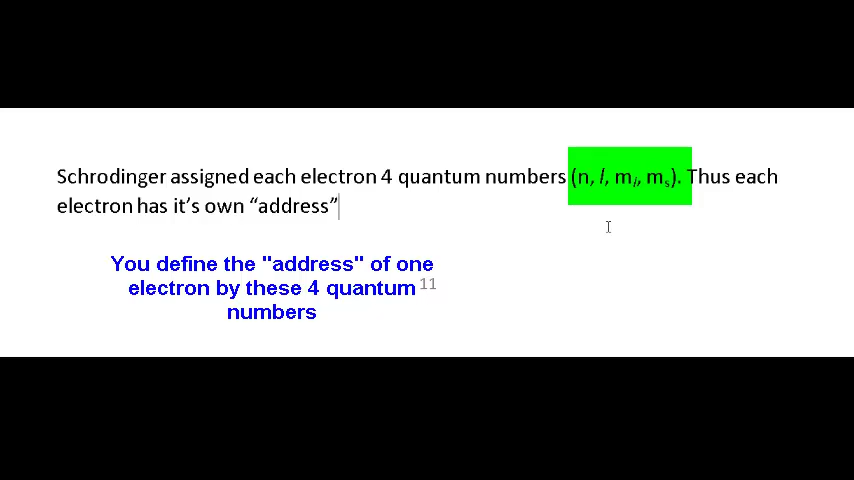 Schrodinger assigned each electron 4 quantum numbers (n, l, mₗ, mₛ). Thus each
electron has it’s own “address”
You define the "address" of one
electron by these 4 quantum 11
numbers